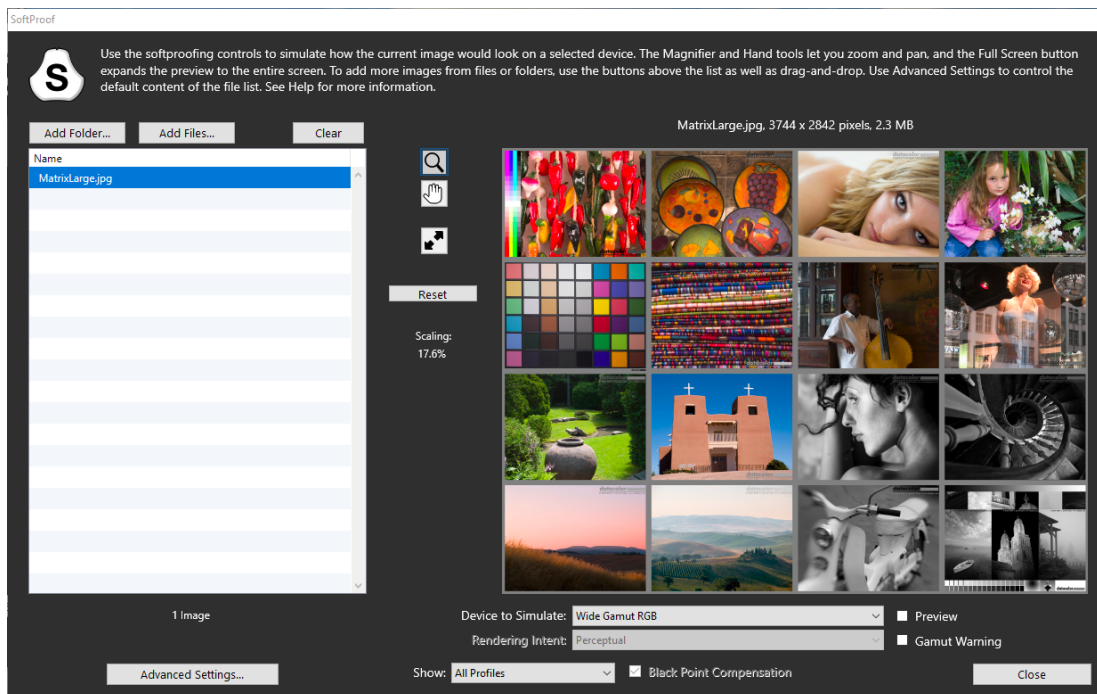 SoftProof
S
Use the softproofing controls to simulate how the current image would look on a selected device. The Magnifier and Hand tools let you zoom and pan, and the Full Screen button
expands the preview to the entire screen. To add more images from files or folders, use the buttons above the list as well as drag-and-drop. Use Advanced Settings to control the
default content of the file list. See Help for more information.
Add Folder...
Add Files...
Clear
MatrixLarge.jpg, 3744 x 2842 pixels, 2.3 MB
Name
MatrixLarge.jpg
Reset
Scaling:
17.6%
1 Image
Device to Simulate:
Wide Gamut RGB
Preview
Rendering Intent:
Perceptual
Gamut Warning
Advanced Settings...
Show:
All Profiles
Black Point Compensation
Close